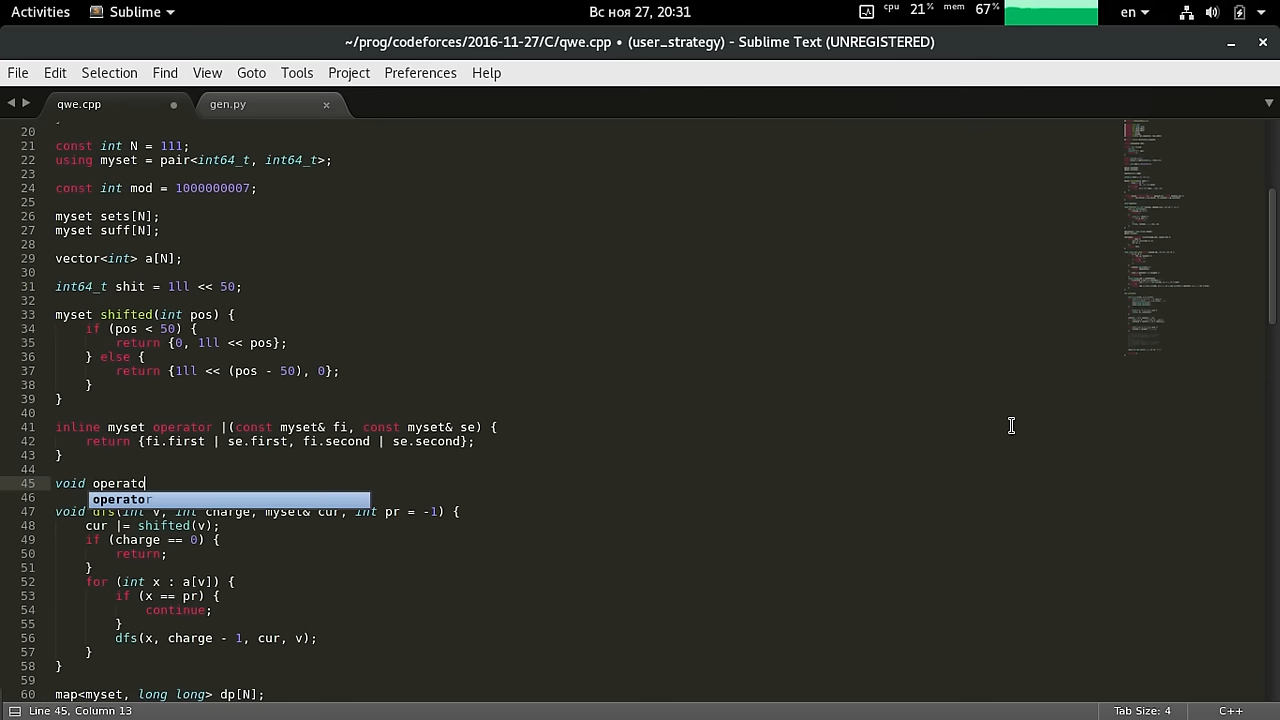 Activities Sublime Вс ноя 27, 20:31 cpu 21% mem 67% en
~/prog/codeforces/2016-11-27/C/qwe.cpp • (user_strategy) - Sublime Text (UNREGISTERED)
File Edit Selection Find View Goto Tools Project Preferences Help
qwe.cpp gen.py
20
21 const int N = 111;
22 using myset = pair<int64_t, int64_t>;
23
24 const int mod = 1000000007;
25
26 myset sets[N];
27 myset suff[N];
28
29 vector<int> a[N];
30
31 int64_t shit = 1ll << 50;
32
33 myset shifted(int pos) {
34 if (pos < 50) {
35 return {0, 1ll << pos};
36 } else {
37 return {1ll << (pos - 50), 0};
38 }
39 }
40
41 inline myset operator |(const myset& fi, const myset& se) {
42 return {fi.first | se.first, fi.second | se.second};
43 }
44
45 void operato
46 operator
47 void dfs(int v, int charge, myset& cur, int pr = -1) {
48 cur |= shifted(v);
49 if (charge == 0) {
50 return;
51 }
52 for (int x : a[v]) {
53 if (x == pr) {
54 continue;
55 }
56 dfs(x, charge - 1, cur, v);
57 }
58 }
59
60 map<myset, long long> dp[N];
Line 45, Column 13 Tab Size: 4 C++